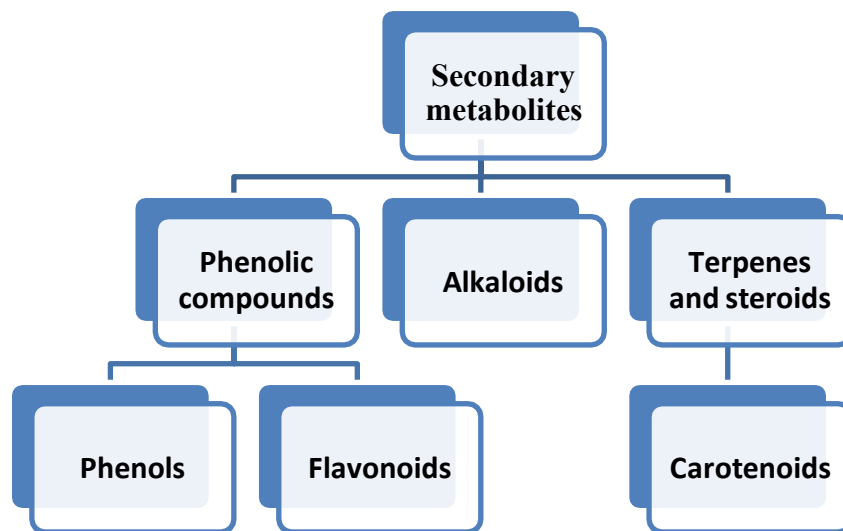 Secondary
metabolites
Phenolic
compounds
Alkaloids
Terpenes
and steroids
Phenols
Flavonoids
Carotenoids